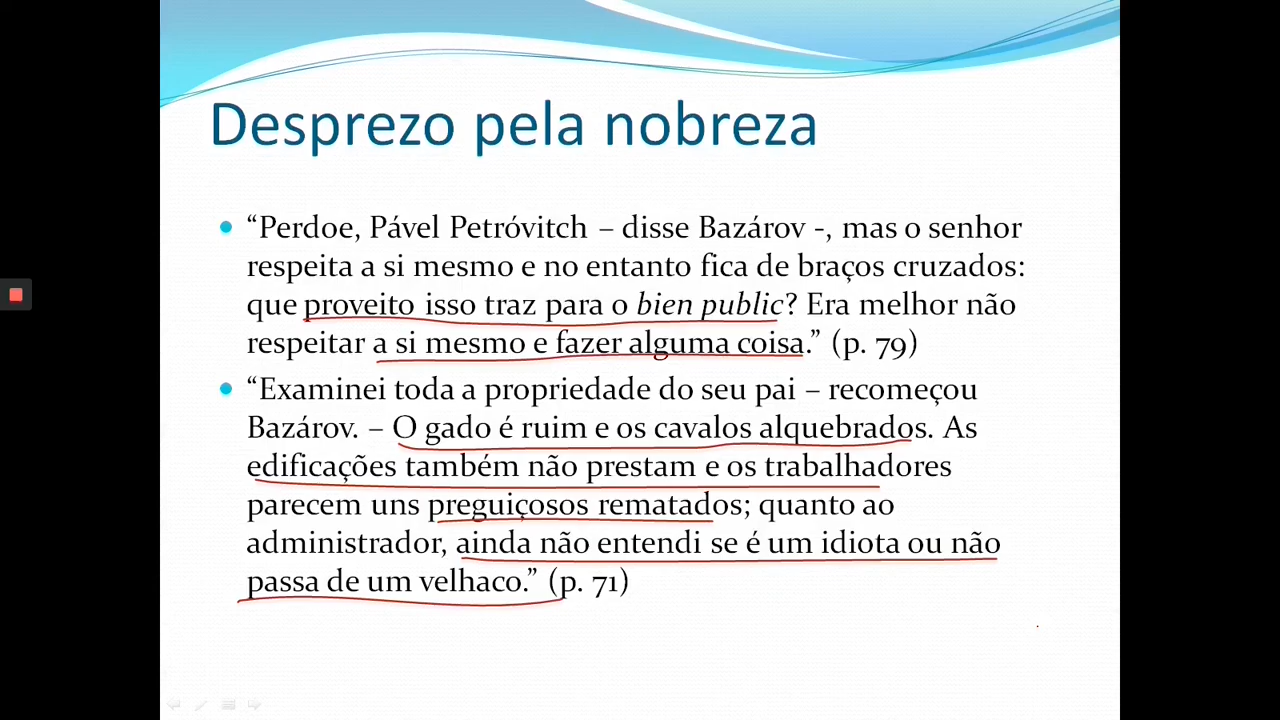 Desprezo pela nobreza
“Perdoe, Pável Petróvitch – disse Bazárov -, mas o senhor
respeita a si mesmo e no entanto fica de braços cruzados:
que proveito isso traz para o bien public? Era melhor não
respeitar a si mesmo e fazer alguma coisa.” (p. 79)
“Examinei toda a propriedade do seu pai – recomeçou
Bazárov. – O gado é ruim e os cavalos alquebrados. As
edificações também não prestam e os trabalhadores
parecem uns preguiçosos rematados; quanto ao
administrador, ainda não entendi se é um idiota ou não
passa de um velhaco.” (p. 71)